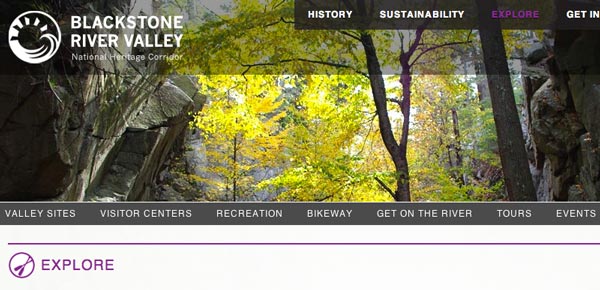 BLACKSTONE
RIVER VALLEY
National Heritage Corridor
HISTORY SUSTAINABILITY EXPLORE GET IN
VALLEY SITES VISITOR CENTERS RECREATION BIKEWAY GET ON THE RIVER TOURS EVENTS
EXPLORE